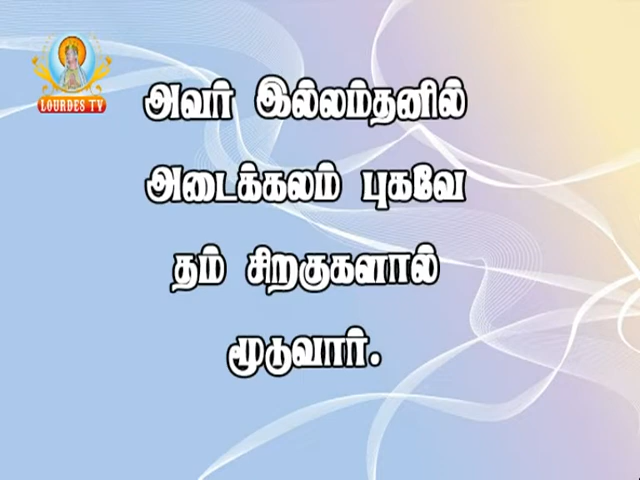 LOURDES TV
அவர் இல்லம்தனில்
அடைக்கலம் புகவே
தம் சிறகுகளால்
மூடுவார்.